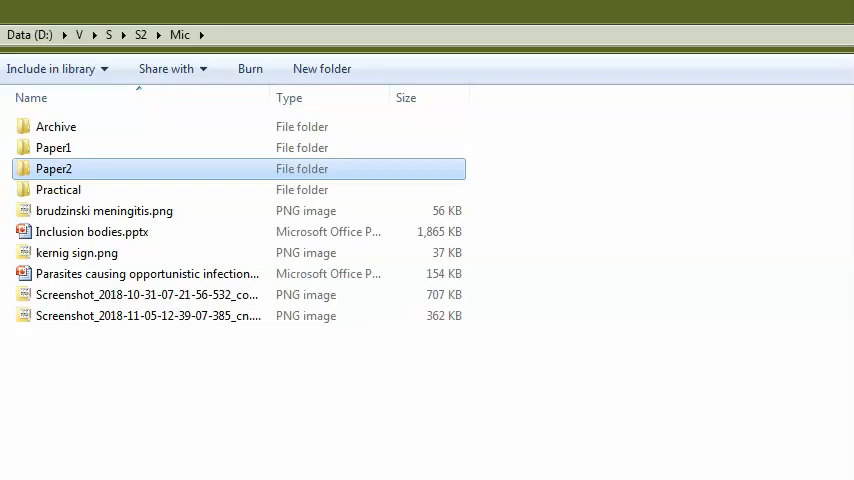 Data (D:) V S S2 Mic
Include in library Share with Burn New folder
Name Type Size
Archive File folder
Paper1 File folder
Paper2 File folder
Practical File folder
brudzinski meningitis.png PNG image 56 KB
Inclusion bodies.pptx Microsoft Office P... 1,865 KB
kernig sign.png PNG image 37 KB
Parasites causing opportunistic infection... Microsoft Office P... 154 KB
Screenshot_2018-10-31-07-21-56-532_co... PNG image 707 KB
Screenshot_2018-11-05-12-39-07-385_cn.... PNG image 362 KB